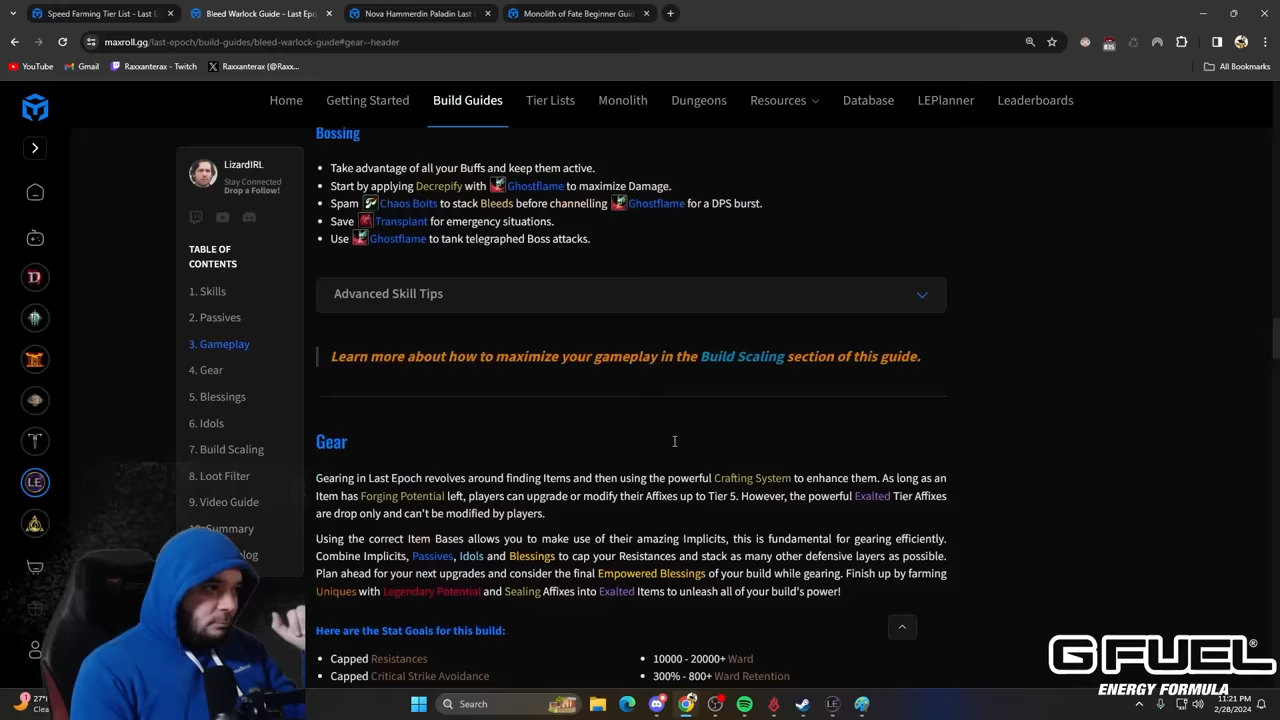 Speed Farming Tier List - Last E
Bleed Warlock Guide - Last Epo
Nova Hammerdin Paladin Last
Monolith of Fate Beginner Guid
maxroll.gg/last-epoch/build-guides/bleed-warlock-guide#gear--header
YouTube
Gmail
Raxxanterax - Twitch
Raxxanterax (@Raxx...
All Bookmarks
Home
Getting Started
Build Guides
Tier Lists
Monolith
Dungeons
Resources
Database
LEPlanner
Leaderboards
LizardIRL
Stay Connected
Drop a Follow!
TABLE OF
CONTENTS
1. Skills
2. Passives
3. Gameplay
4. Gear
5. Blessings
6. Idols
7. Build Scaling
8. Loot Filter
9. Video Guide
Summary
Bossing
• Take advantage of all your Buffs and keep them active.
• Start by applying Decrepify with Ghostflame to maximize Damage.
• Spam Chaos Bolts to stack Bleeds before channelling Ghostflame for a DPS burst.
• Save Transplant for emergency situations.
• Use Ghostflame to tank telegraphed Boss attacks.
Advanced Skill Tips
Learn more about how to maximize your gameplay in the Build Scaling section of this guide.
Gear
Gearing in Last Epoch revolves around finding Items and then using the powerful Crafting System to enhance them. As long as an
Item has Forging Potential left, players can upgrade or modify their Affixes up to Tier 5. However, the powerful Exalted Tier Affixes
are drop only and can't be modified by players.
Using the correct Item Bases allows you to make use of their amazing Implicits, this is fundamental for gearing efficiently.
Combine Implicits, Passives, Idols and Blessings to cap your Resistances and stack as many other defensive layers as possible.
Plan ahead for your next upgrades and consider the final Empowered Blessings of your build while gearing. Finish up by farming
Uniques with Legendary Potential and Sealing Affixes into Exalted Items to unleash all of your build's power!
Here are the Stat Goals for this build:
• Capped Resistances
• Capped Critical Strike Avoidance
• 10000 - 20000+ Ward
• 300% - 800+ Ward Retention
G FUEL®
ENERGY FORMULA
27°
Search
11:21 PM
2/28/2024